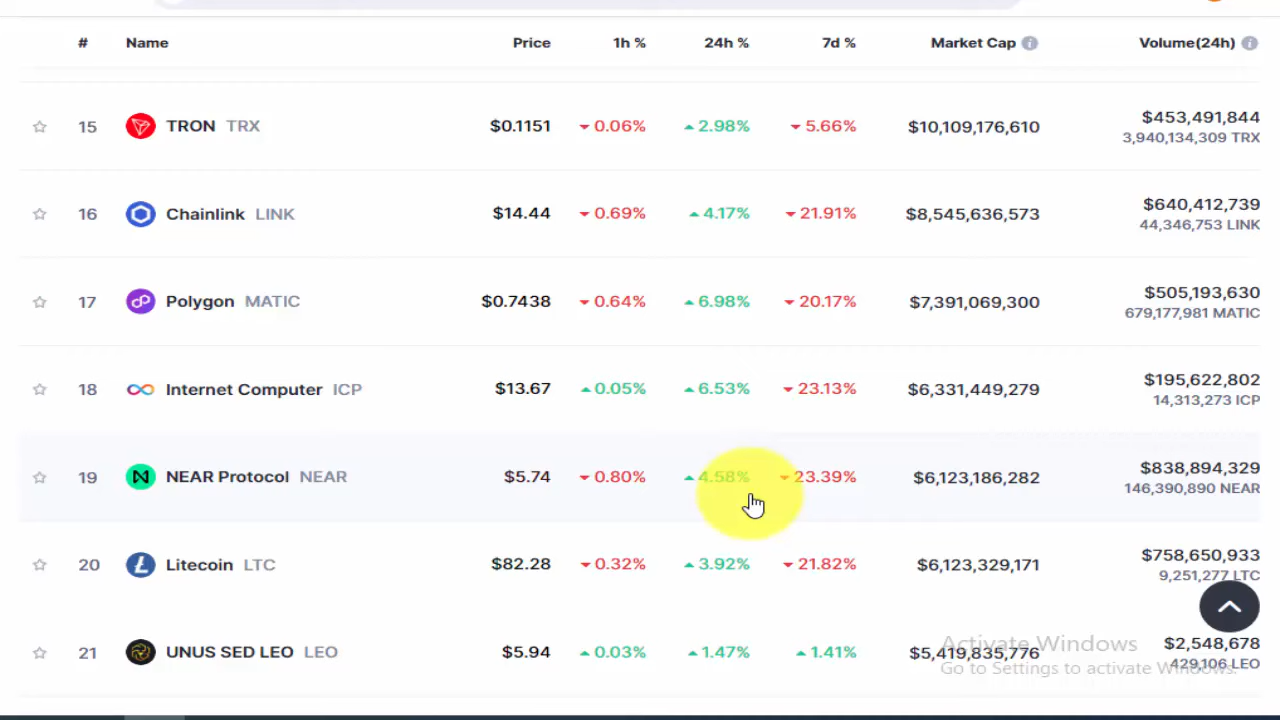 # Name Price 1h % 24h % 7d % Market Cap Volume(24h)
15 TRON TRX $0.1151 0.06% 2.98% 5.66% $10,109,176,610 $453,491,844
3,940,134,309 TRX
16 Chainlink LINK $14.44 0.69% 4.17% 21.91% $8,545,636,573 $640,412,739
44,346,753 LINK
17 Polygon MATIC $0.7438 0.64% 6.98% 20.17% $7,391,069,300 $505,193,630
679,177,981 MATIC
18 Internet Computer ICP $13.67 0.05% 6.53% 23.13% $6,331,449,279 $195,622,802
14,313,273 ICP
19 NEAR Protocol NEAR $5.74 0.80% 4.58% 23.39% $6,123,186,282 $838,894,329
146,390,890 NEAR
20 Litecoin LTC $82.28 0.32% 3.92% 21.82% $6,123,329,171 $758,650,933
9,251,277 LTC
21 UNUS SED LEO LEO $5.94 0.03% 1.47% 1.41% $5,419,835,776 $2,548,678
429,106 LEO
Activate Windows
Go to Settings to activate Windows.